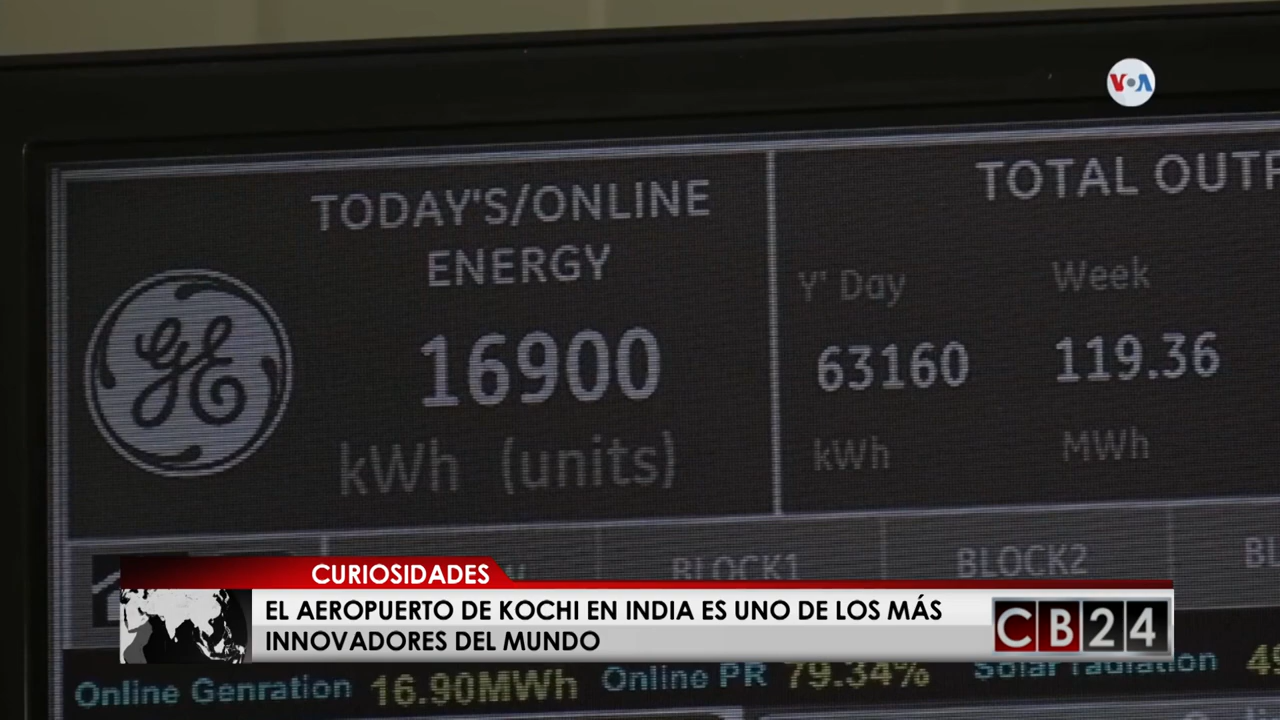 VOA
TODAY'S/ONLINE
ENERGY
16900
kWh (units)
GE
TOTAL
Y' Day
Week
63160
119.36
kWh
MWh
BLOCK1
BLOCK2
CURIOSIDADES
EL AEROPUERTO DE KOCHI EN INDIA ES UNO DE LOS MÁS
INNOVADORES DEL MUNDO
CB24
Online Genration 16.90MWh Online PR 79.34% Solar radiation